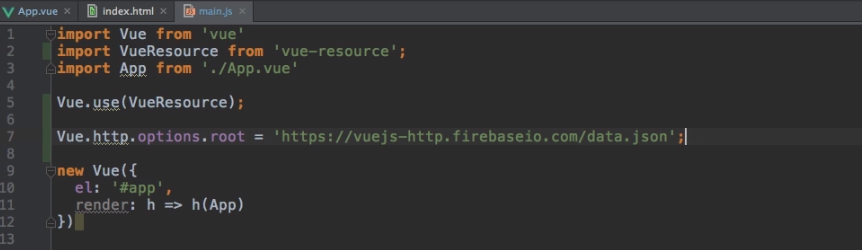 App.vue × index.html × main.js ×
1 import Vue from 'vue'
2 import VueResource from 'vue-resource';
3 import App from './App.vue'
4
5 Vue.use(VueResource);
6
7 Vue.http.options.root = 'https://vuejs-http.firebaseio.com/data.json';
8
9 new Vue({
10   el: '#app',
11   render: h => h(App)
12 })
13